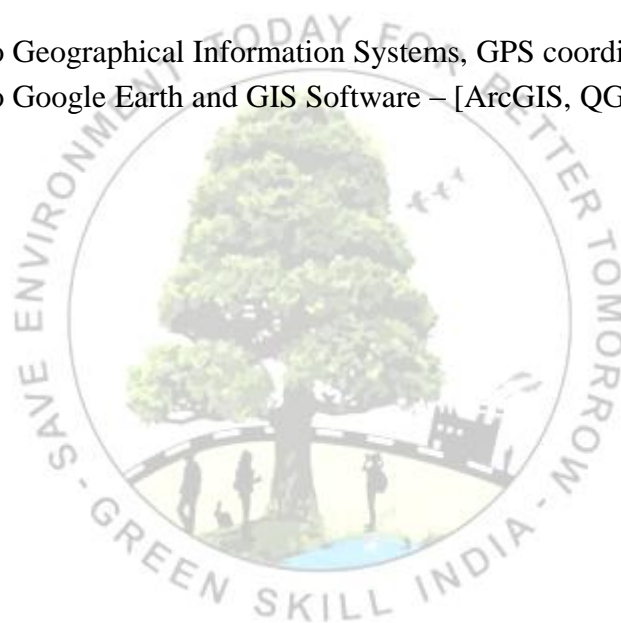 o Geographical Information Systems, GPS coordi
o Google Earth and GIS Software – [ArcGIS, QG
SAVE ENVIRONMENT TODAY FOR BETTER TOMORROW -
- GREEN SKILL INDIA -